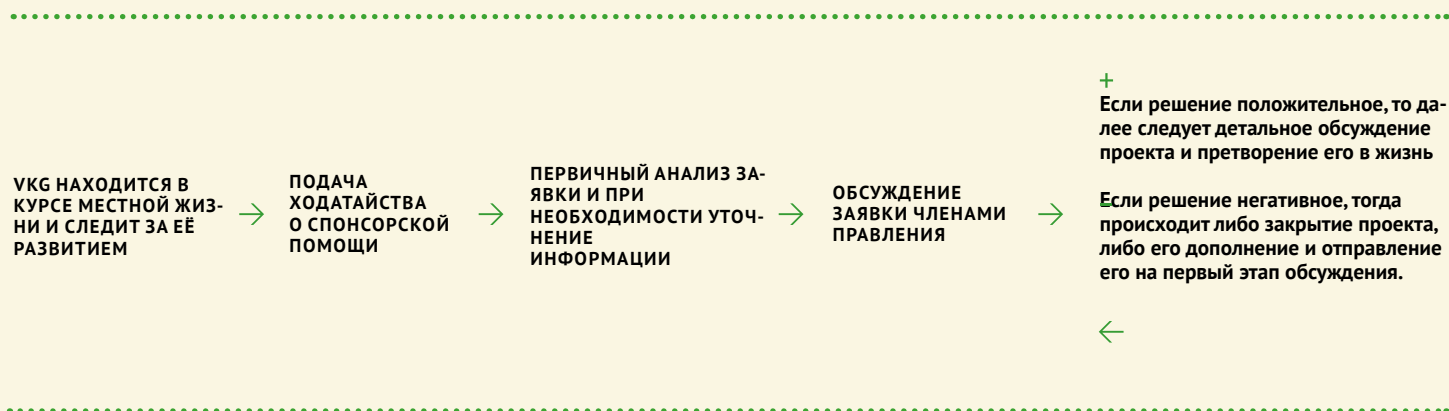 VKG НАХОДИТСЯ В
КУРСЕ МЕСТНОЙ ЖИЗ-
НИ И СЛЕДИТ ЗА ЕЁ
РАЗВИТИЕМ
ПОДАЧА
ХОДАТАЙСТВА
О СПОНСОРСКОЙ
ПОМОЩИ
ПЕРВИЧНЫЙ АНАЛИЗ ЗА-
ЯВКИ И ПРИ
НЕОБХОДИМОСТИ УТОЧ-
НЕНИЕ
ИНФОРМАЦИИ
ОБСУЖДЕНИЕ
ЗАЯВКИ ЧЛЕНАМИ
ПРАВЛЕНИЯ
+
Если решение положительное, то да-
лее следует детальное обсуждение
проекта и претворение его в жизнь
Если решение негативное, тогда
происходит либо закрытие проекта,
либо его дополнение и отправление
его на первый этап обсуждения.